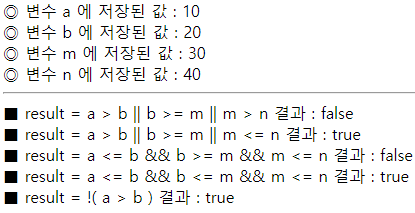 ◎ 변수 a 에 저장된 값 : 10
◎ 변수 b 에 저장된 값 : 20
◎ 변수 m 에 저장된 값 : 30
◎ 변수 n 에 저장된 값 : 40
■ result = a > b || b >= m || m > n 결과 : false
■ result = a > b || b >= m || m <= n 결과 : true
■ result = a <= b && b >= m && m <= n 결과 : false
■ result = a <= b && b <= m && m <= n 결과 : true
■ result = !( a > b ) 결과 : true